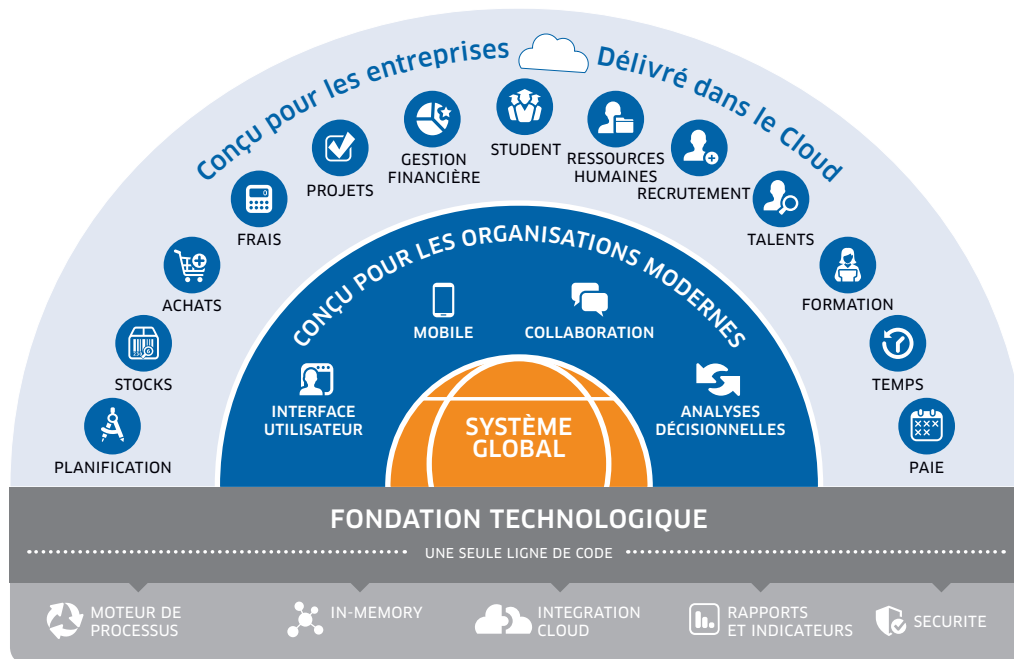 Conçu pour les entreprises
Délivré dans le Cloud
PLANIFICATION
STOCKS
ACHATS
FRAIS
PROJETS
GESTION
FINANCIÈRE
STUDENT
RESSOURCES
HUMAINES
RECRUTEMENT
TALENTS
FORMATION
TEMPS
PAIE
CONÇU POUR LES ORGANISATIONS MODERNES
INTERFACE
UTILISATEUR
MOBILE
COLLABORATION
ANALYSES
DÉCISIONNELLES
SYSTÈME
GLOBAL
FONDATION TECHNOLOGIQUE
UNE SEULE LIGNE DE CODE
MOTEUR DE
PROCESSUS
IN-MEMORY
INTEGRATION
CLOUD
RAPPORTS
ET INDICATEURS
SECURITE